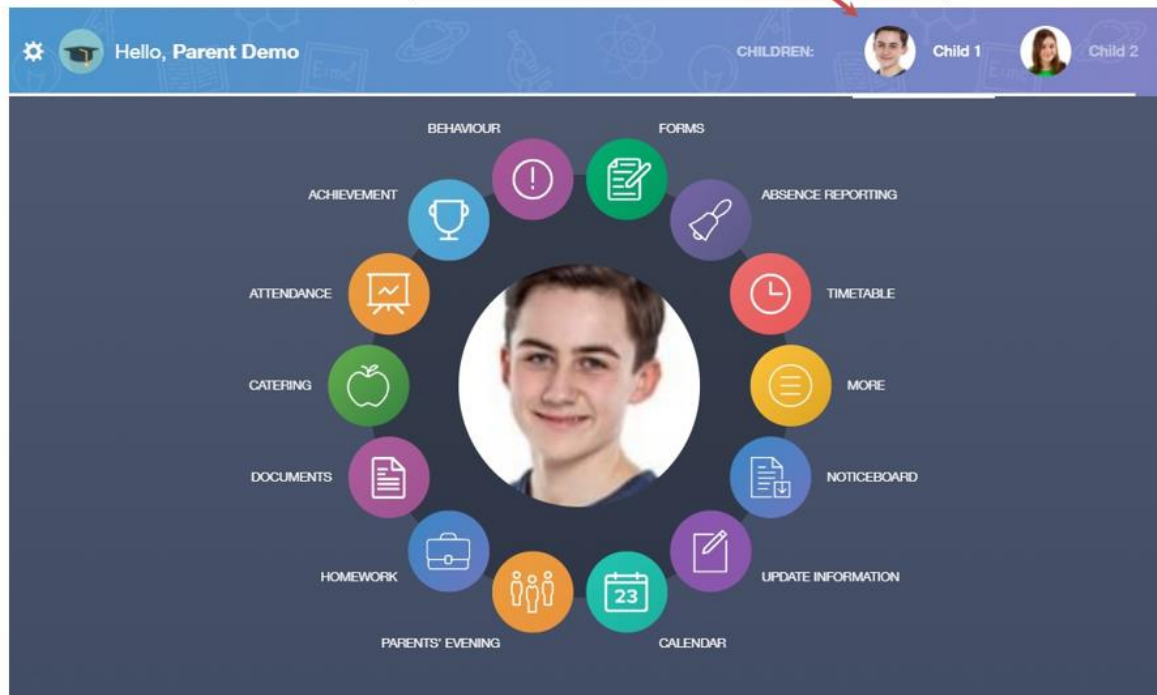 Hello, Parent Demo
CHILDREN:
Child 1
Child 2
BEHAVIOUR
FORMS
ACHIEVEMENT
ABSENCE REPORTING
ATTENDANCE
TIMETABLE
CATERING
MORE
DOCUMENTS
NOTICEBOARD
HOMEWORK
UPDATE INFORMATION
23
PARENTS' EVENING
CALENDAR